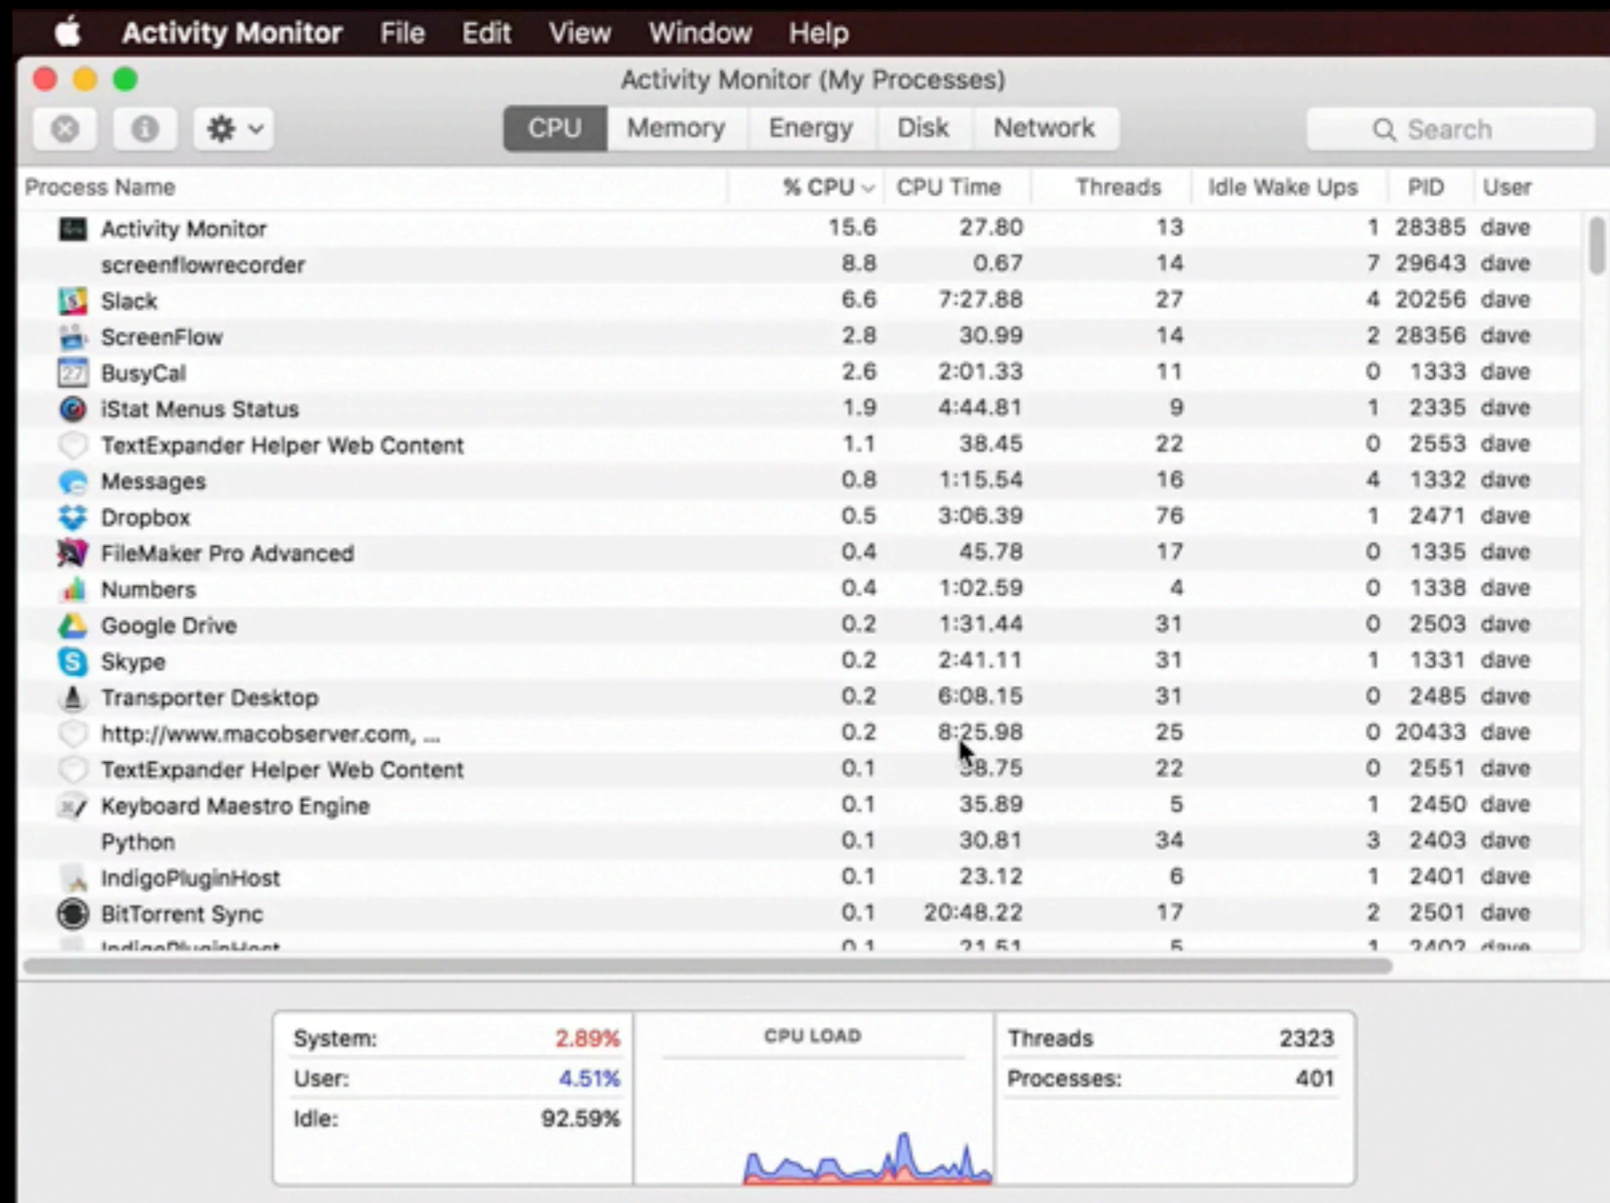 Activity Monitor File Edit View Window Help
Activity Monitor (My Processes)
CPU Memory Energy Disk Network Search
Process Name % CPU CPU Time Threads Idle Wake Ups PID User
Activity Monitor 15.6 27.80 13 1 28385 dave
screenflowrecorder 8.8 0.67 14 7 29643 dave
Slack 6.6 7:27.88 27 4 20256 dave
ScreenFlow 2.8 30.99 14 2 28356 dave
27 BusyCal 2.6 2:01.33 11 0 1333 dave
iStat Menus Status 1.9 4:44.81 9 1 2335 dave
TextExpander Helper Web Content 1.1 38.45 22 0 2553 dave
Messages 0.8 1:15.54 16 4 1332 dave
Dropbox 0.5 3:06.39 76 1 2471 dave
FileMaker Pro Advanced 0.4 45.78 17 0 1335 dave
Numbers 0.4 1:02.59 4 0 1338 dave
Google Drive 0.2 1:31.44 31 0 2503 dave
Skype 0.2 2:41.11 31 1 1331 dave
Transporter Desktop 0.2 6:08.15 31 0 2485 dave
http://www.macobserver.com, ... 0.2 8:25.98 25 0 20433 dave
TextExpander Helper Web Content 0.1 38.75 22 0 2551 dave
Keyboard Maestro Engine 0.1 35.89 5 1 2450 dave
Python 0.1 30.81 34 3 2403 dave
IndigoPluginHost 0.1 23.12 6 1 2401 dave
BitTorrent Sync 0.1 20:48.22 17 2 2501 dave
IndigoPluginHost 0.1 21.51 5 1 2402 dave
System: 2.89% CPU LOAD Threads 2323
User: 4.51% Processes: 401
Idle: 92.59%